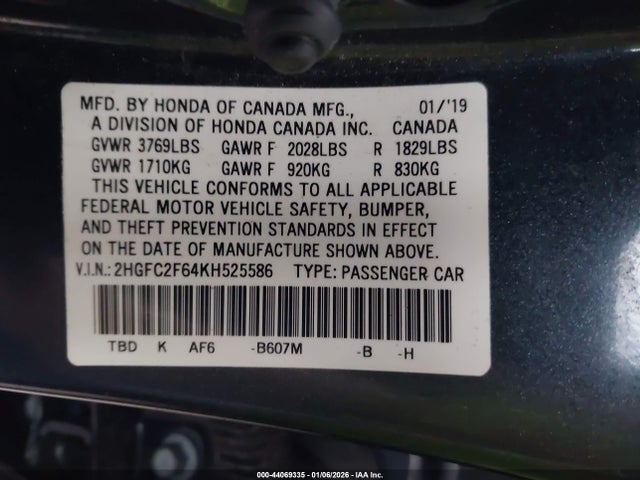 MFD. BY HONDA OF CANADA MFG., 01/'19
A DIVISION OF HONDA CANADA INC. CANADA
GVWR 3769LBS GAWR F 2028LBS R 1829LBS
GVWR 1710KG GAWR F 920KG R 830KG
THIS VEHICLE CONFORMS TO ALL APPLICABLE
FEDERAL MOTOR VEHICLE SAFETY, BUMPER,
AND THEFT PREVENTION STANDARDS IN EFFECT
ON THE DATE OF MANUFACTURE SHOWN ABOVE.
V.I.N.:2HGFC2F64KH525586 TYPE: PASSENGER CAR
TBD K AF6 -B607M -B -H
000-44069335 - 01/06/2026 - IAA Inc.